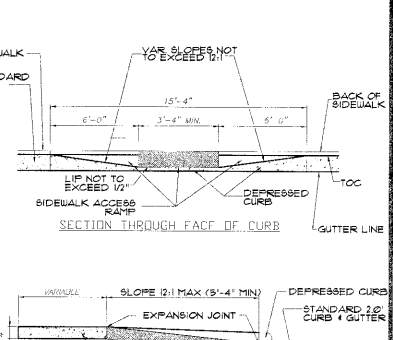 VAR SLOPES NOT
TO EXCEED 12:1
BACK OF
SIDEWALK
15'-4"
6'-0"
3'-4" MIN.
6' 0"
LIP NOT TO
EXCEED 1/2"
SIDEWALK ACCESS
RAMP
DEPRESSED
CURB
TOC
SECTION THROUGH FACE OF CURB
GUTTER LINE
VARIABLE
SLOPE 12:1 MAX (5'-4" MIN)
DEPRESSED CURB
STANDARD 2.0'
CURB & GUTTER
EXPANSION JOINT